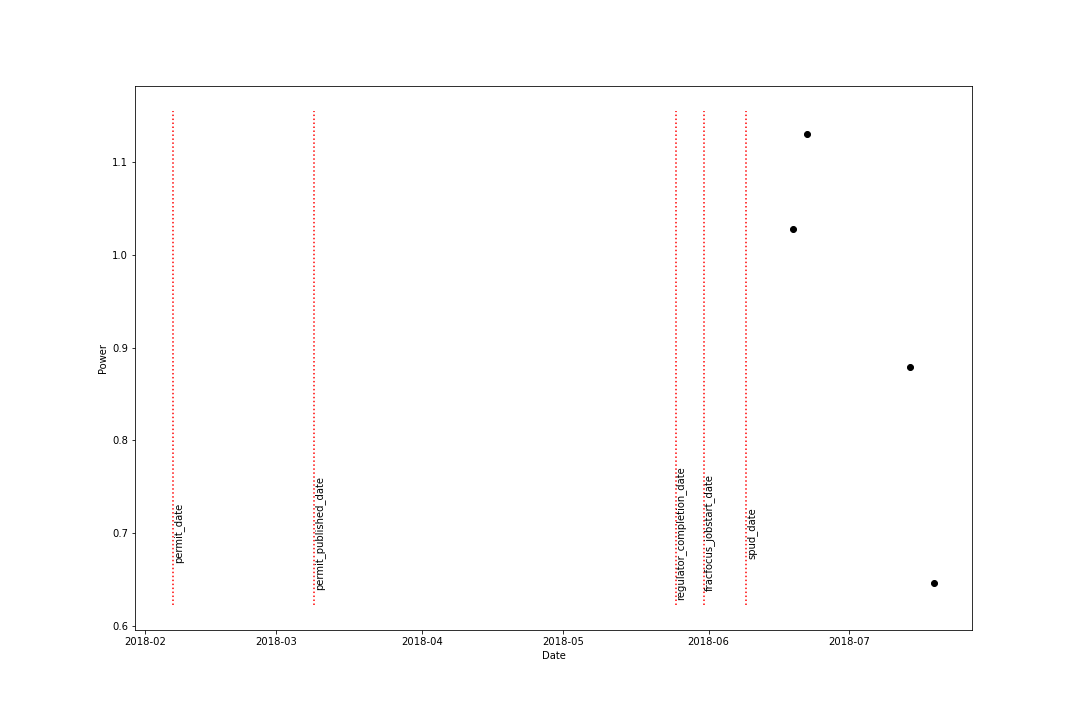 1.1
1.0
0.9
0.8
0.7
0.6
Power
permit_date
permit_published_date
regulator_completion_date
fracfocus_jobstart_date
spud_date
2018-02 2018-03 2018-04 2018-05 2018-06 2018-07
Date